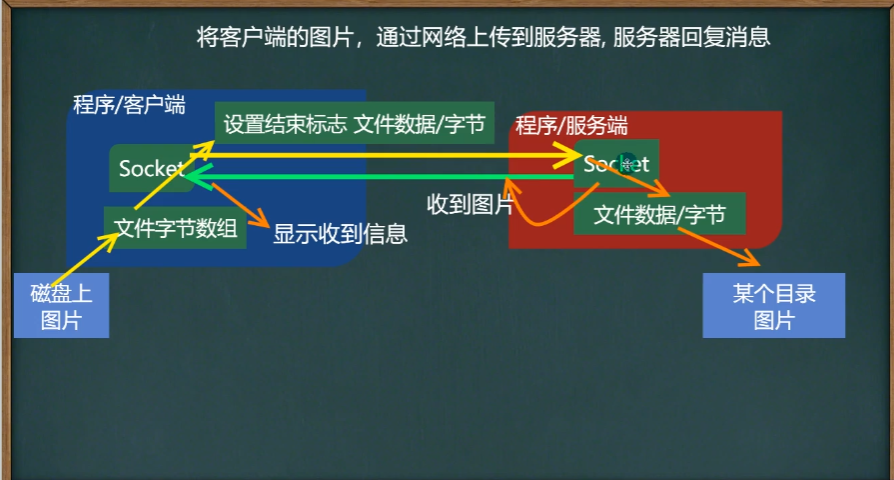 将客户端的图片，通过网络上传到服务器, 服务器回复消息
程序/客户端
设置结束标志 文件数据/字节
程序/服务端
Socket
Socket
收到图片
文件字节数组
显示收到信息
文件数据/字节
磁盘上
图片
某个目录
图片